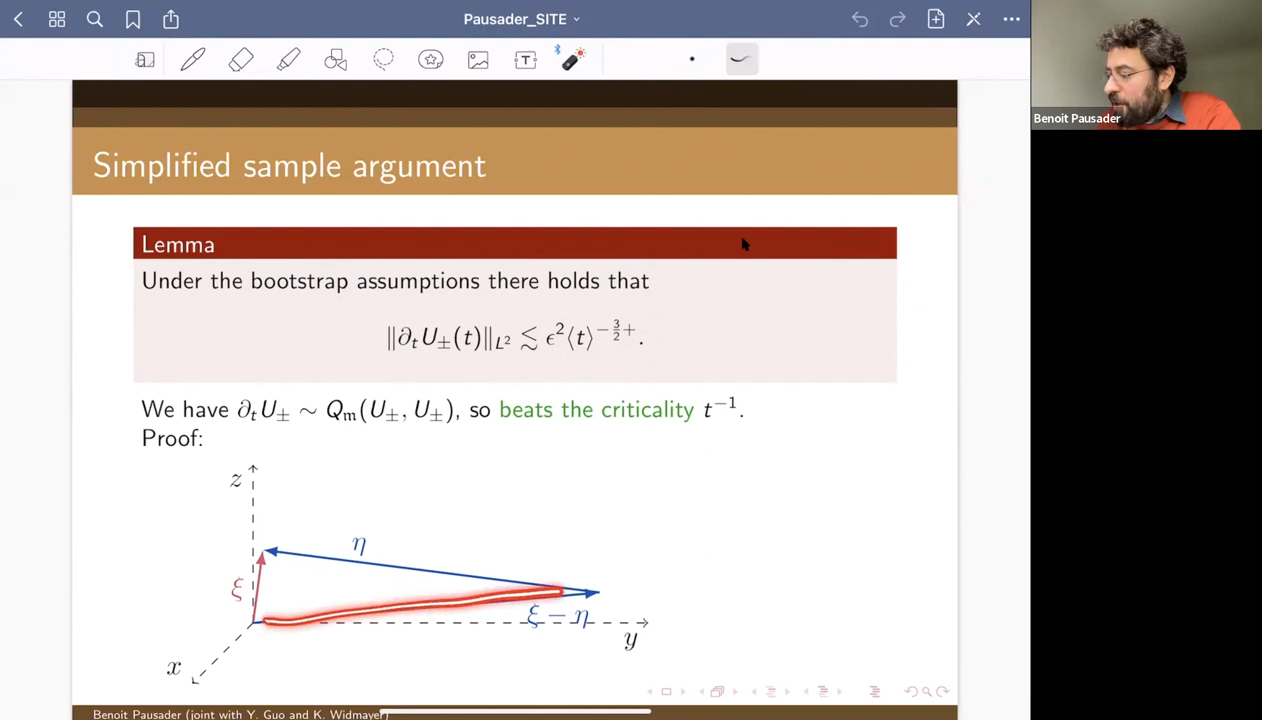 Pausader_SITE
Benoit Pausader
Simplified sample argument
Lemma
Under the bootstrap assumptions there holds that
‖∂ₜU±(t)‖_{L²} ≲ ϵ²⟨t⟩^{−3/2+}.
We have ∂ₜU± ∼ Q_𝔪(U±, U±), so beats the criticality t⁻¹.
Proof:
z
η
ξ
ξ − η
y
x
Benoit Pausader (joint with Y. Guo and K. Widmayer)